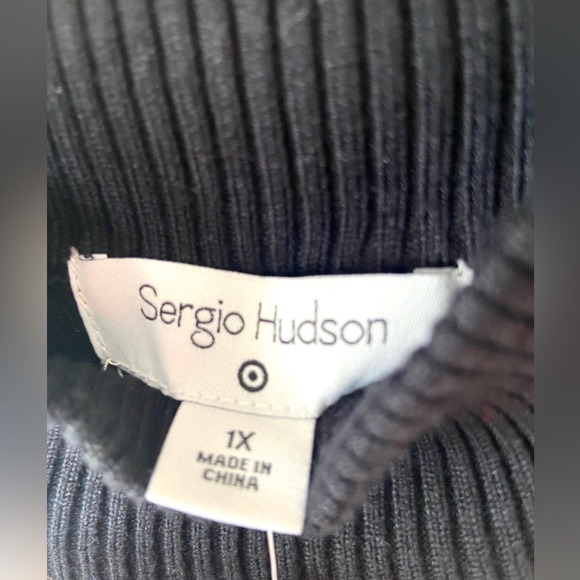 Sergio Hudson
1X
MADE IN
CHINA